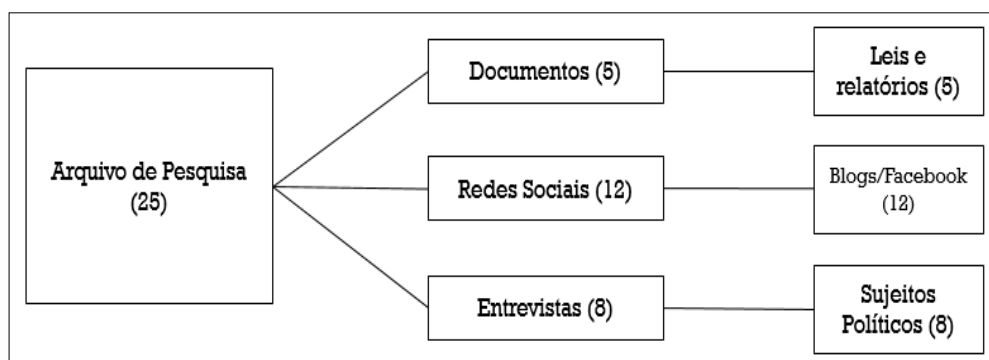 Arquivo de Pesquisa
(25)
Documentos (5)
Leis e
relatórios (5)
Redes Sociais (12)
Blogs/Facebook
(12)
Entrevistas (8)
Sujeitos
Políticos (8)